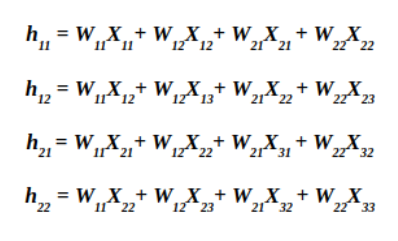 h₁₁ = W₁₁X₁₁+ W₁₂X₁₂+ W₂₁X₂₁+ W₂₂X₂₂
h₁₂ = W₁₁X₁₂+ W₁₂X₁₃+ W₂₁X₂₂+ W₂₂X₂₃
h₂₁= W₁₁X₂₁+ W₁₂X₂₂+ W₂₁X₃₁+ W₂₂X₃₂
h₂₂ = W₁₁X₂₂+ W₁₂X₂₃+ W₂₁X₃₂+ W₂₂X₃₃